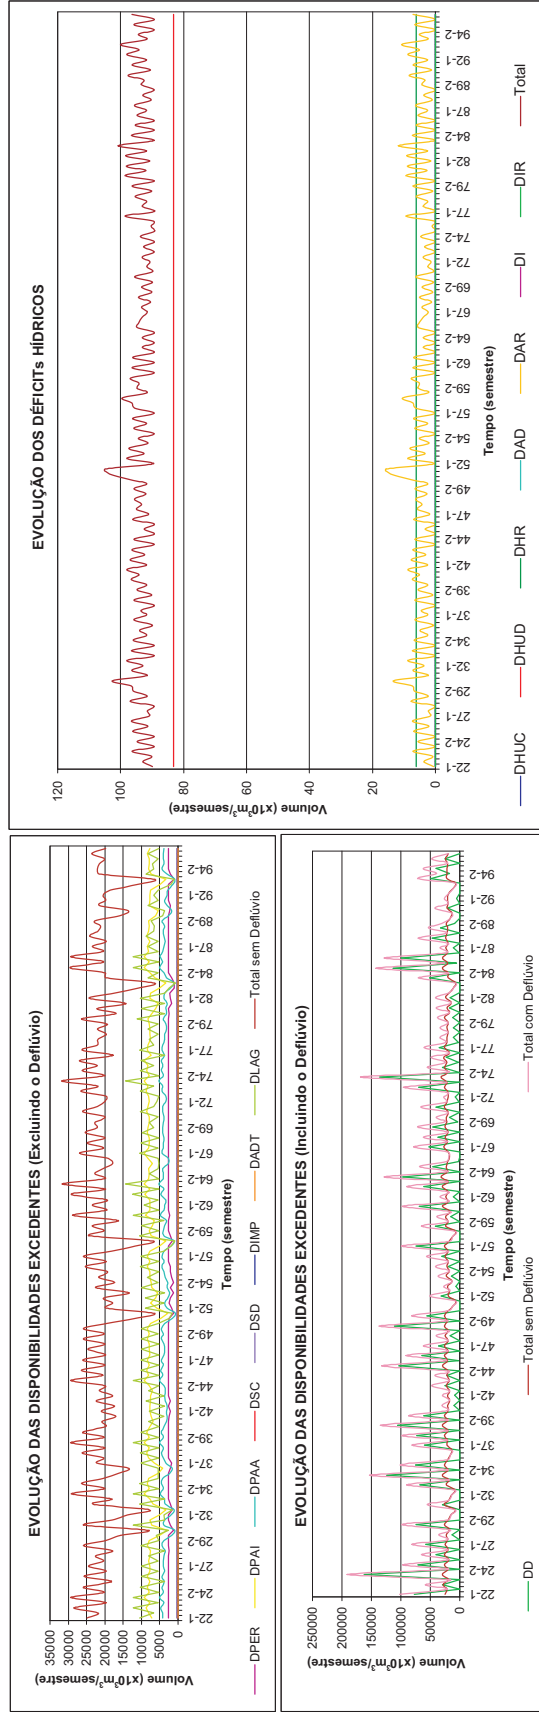 EVOLUÇÃO DAS DISPONIBILIDADES EXCEDENTES (Excluindo o Deflúvio)
Volume (x10³m³/semestre)
35000
30000
25000
20000
15000
10000
5000
0
22-1 24-2 27-1 29-2 32-1 34-2 37-1 39-2 42-1 44-2 47-1 49-2 52-1 54-2 57-1 59-2 62-1 64-2 67-1 69-2 72-1 74-2 77-1 79-2 82-1 84-2 87-1 89-2 92-1 94-2
Tempo (semestre)
DPER DPAI DPAA DSC DSD DIMP DADT DLAG Total sem Deflúvio
EVOLUÇÃO DAS DISPONIBILIDADES EXCEDENTES (Incluindo o Deflúvio)
Volume (x10³m³/semestre)
250000
200000
150000
100000
50000
0
22-1 24-2 27-1 29-2 32-1 34-2 37-1 39-2 42-1 44-2 47-1 49-2 52-1 54-2 57-1 59-2 62-1 64-2 67-1 69-2 72-1 74-2 77-1 79-2 82-1 84-2 87-1 89-2 92-1 94-2
Tempo (semestre)
DD Total sem Deflúvio Total com Deflúvio
EVOLUÇÃO DOS DÉFICITs HÍDRICOS
Volume (x10³m³/semestre)
120
100
80
60
40
20
0
22-1 24-2 27-1 29-2 32-1 34-2 37-1 39-2 42-1 44-2 47-1 49-2 52-1 54-2 57-1 59-2 62-1 64-2 67-1 69-2 72-1 74-2 77-1 79-2 82-1 84-2 87-1 89-2 92-1 94-2
Tempo (semestre)
DHUC DHUD DHR DAD DAR DI DIR Total